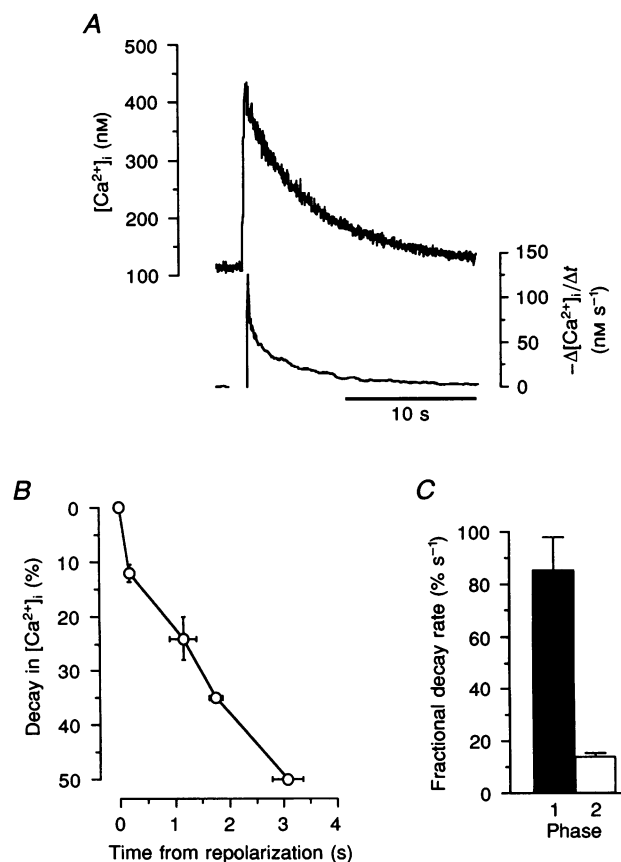 A
500
400
300
200
100
[Ca²⁺]ᵢ (nM)
150
100
50
0
−Δ[Ca²⁺]ᵢ/Δt
(nM s⁻¹)
10 s
B
0
10
20
30
40
50
Decay in [Ca²⁺]ᵢ (%)
0 1 2 3 4
Time from repolarization (s)
C
100
80
60
40
20
0
Fractional decay rate (% s⁻¹)
1 2
Phase